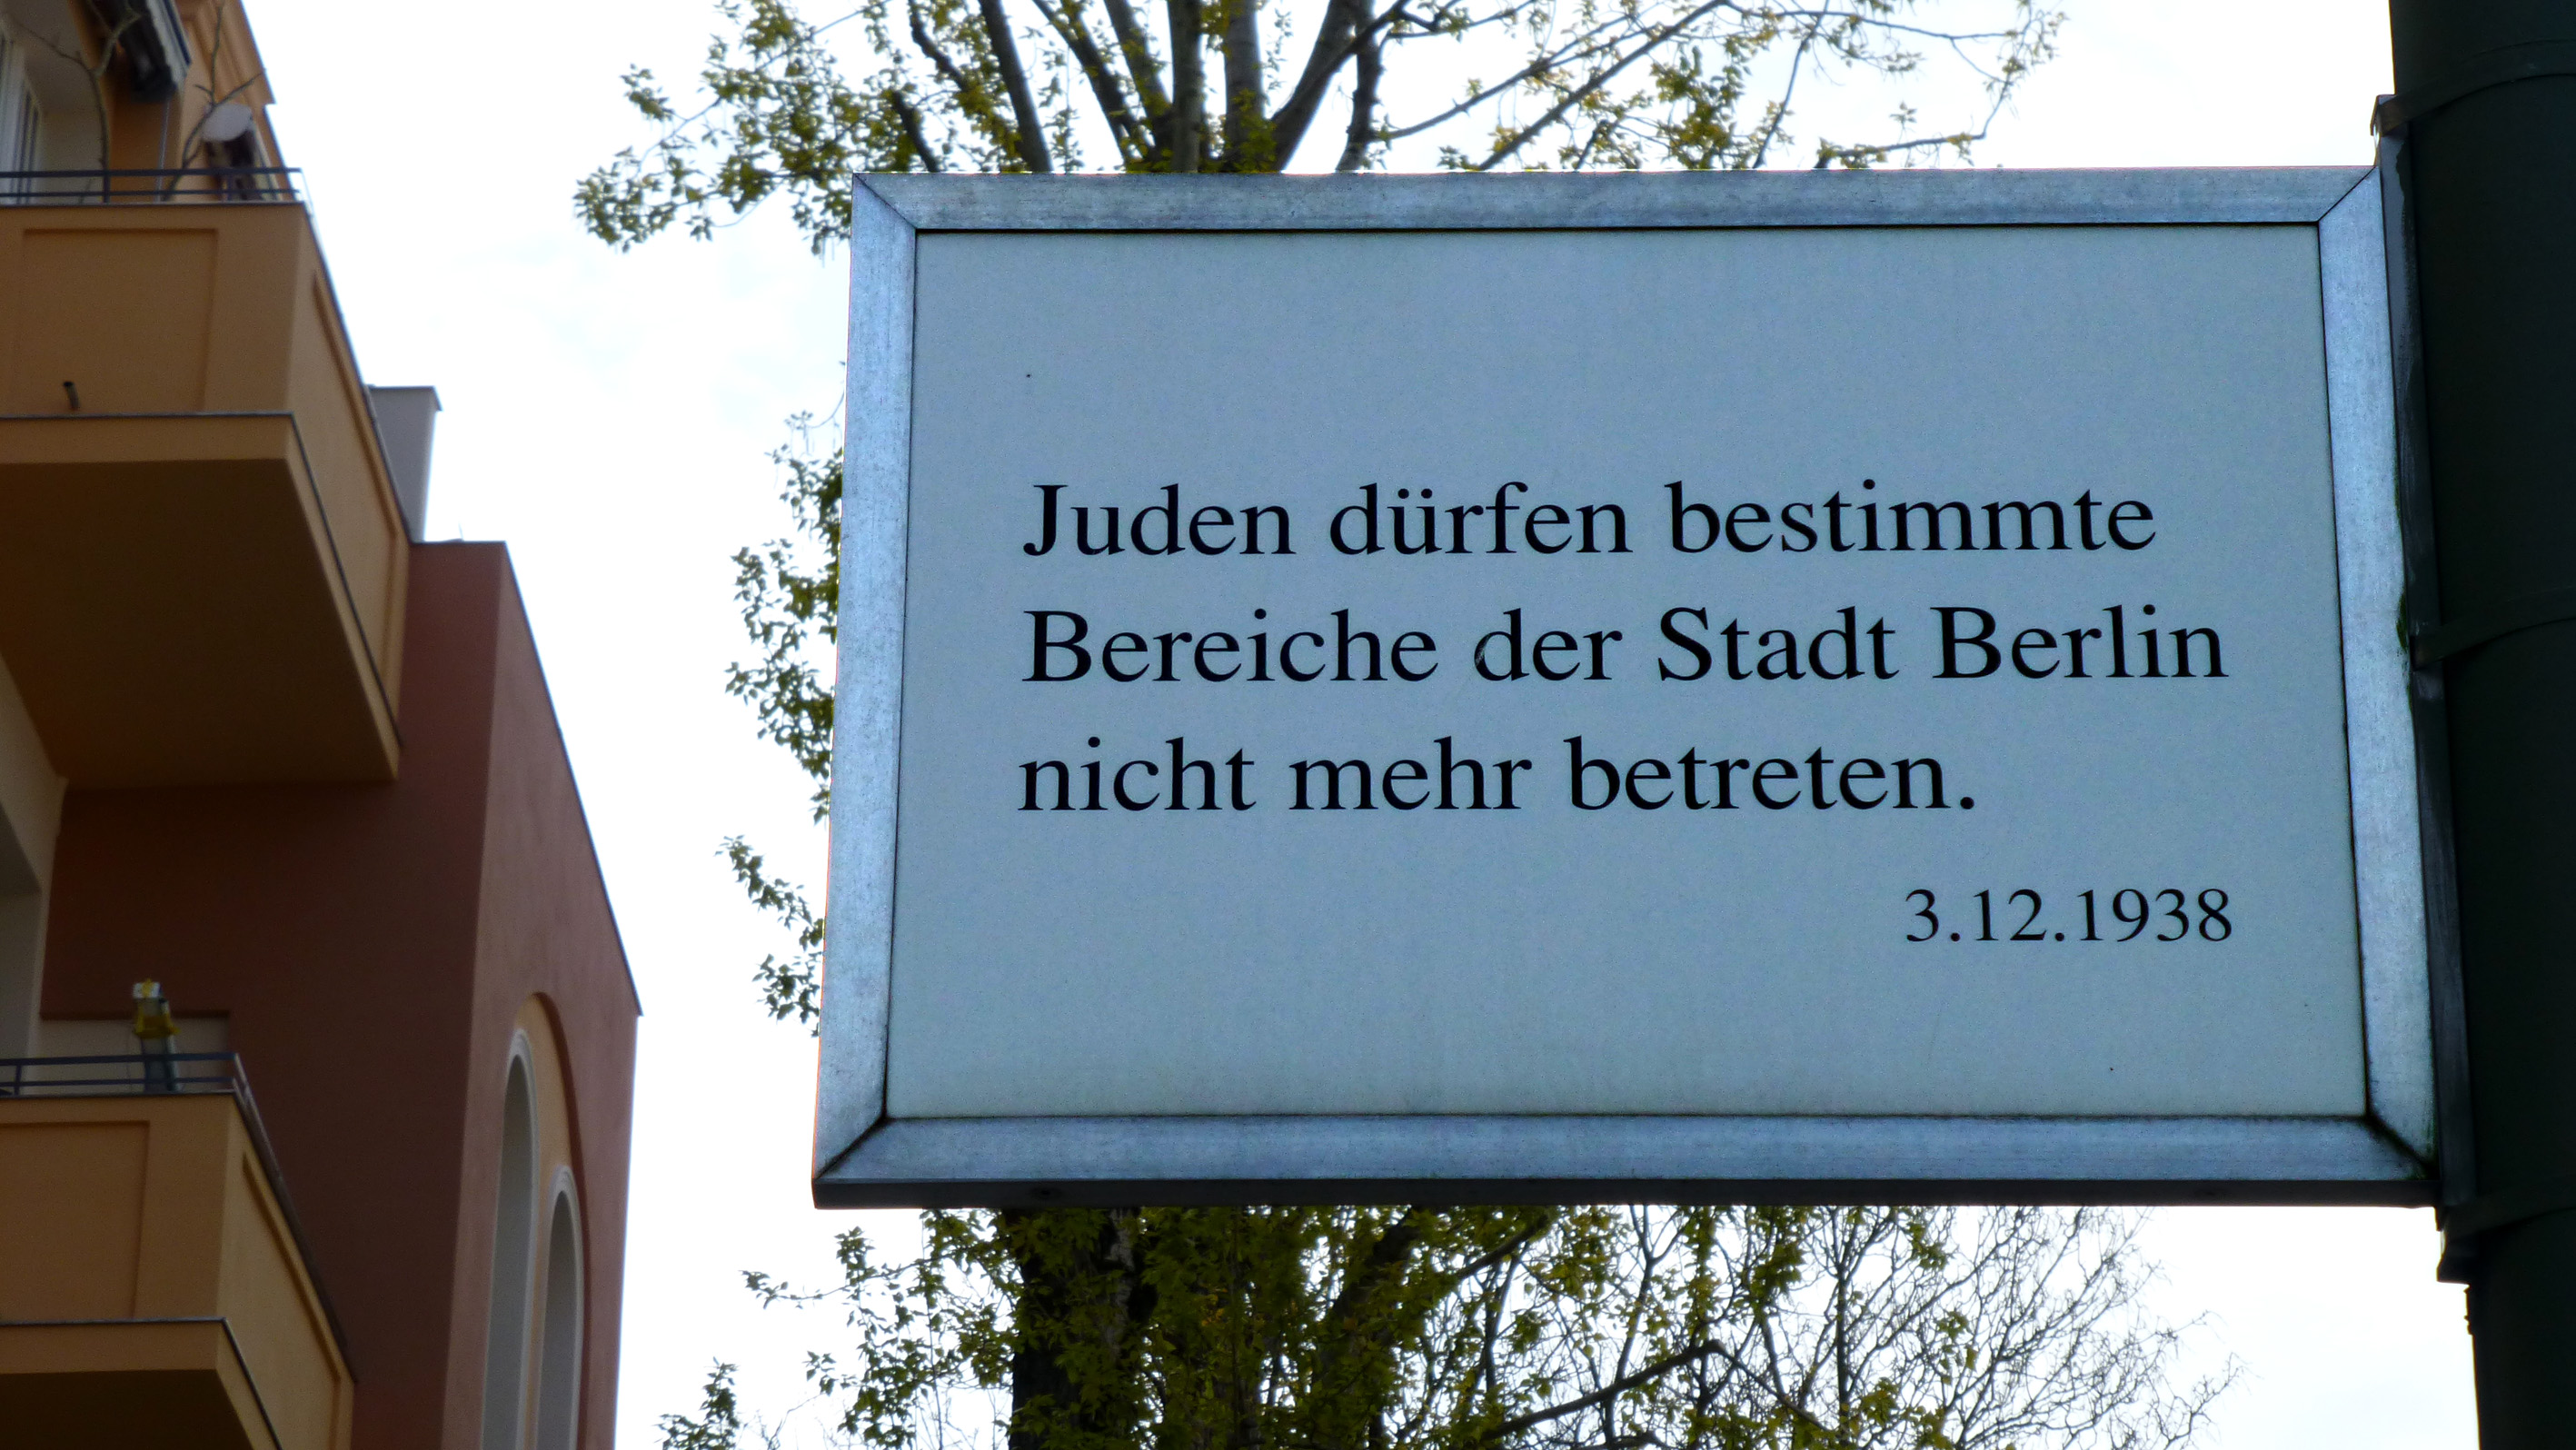 Juden dürfen bestimmte
Bereiche der Stadt Berlin
nicht mehr betreten.
3.12.1938